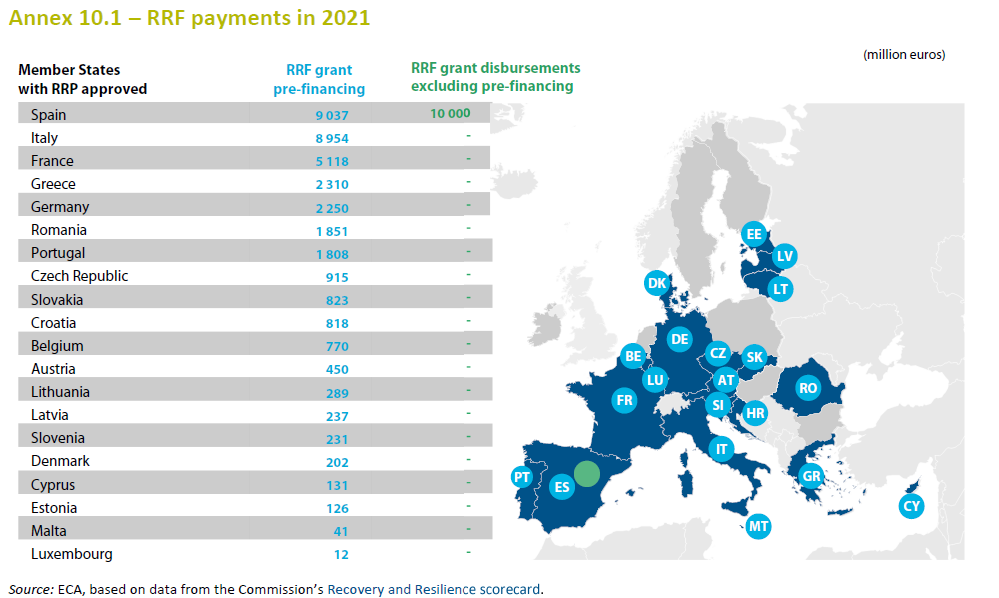 Annex 10.1 – RRF payments in 2021
(million euros)
Member States with RRP approved
RRF grant pre-financing
RRF grant disbursements excluding pre-financing
Spain 9 037 10 000
Italy 8 954 -
France 5 118 -
Greece 2 310 -
Germany 2 250 -
Romania 1 851 -
Portugal 1 808 -
Czech Republic 915 -
Slovakia 823 -
Croatia 818 -
Belgium 770 -
Austria 450 -
Lithuania 289 -
Latvia 237 -
Slovenia 231 -
Denmark 202 -
Cyprus 131 -
Estonia 126 -
Malta 41 -
Luxembourg 12 -
EE
LV
DK
LT
DE
BE
CZ
SK
LU
AT
RO
FR
SI
HR
IT
PT
ES
GR
CY
MT
Source: ECA, based on data from the Commission's Recovery and Resilience scorecard.